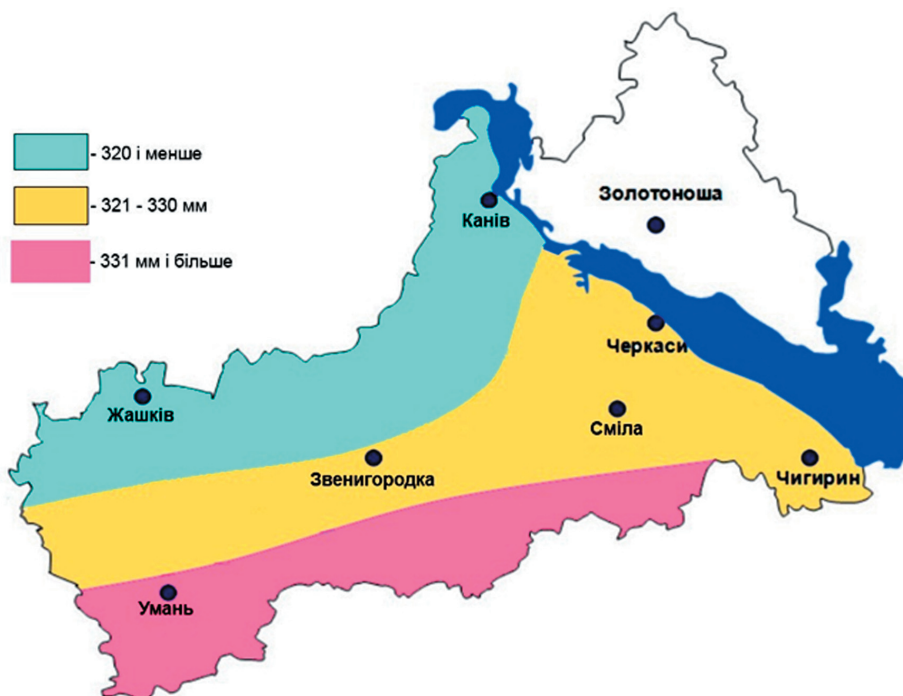 - 320 і менше
- 321 - 330 мм
- 331 мм і більше
Золотоноша
Канів
Черкаси
Жашків
Сміла
Звенигородка
Чигирин
Умань